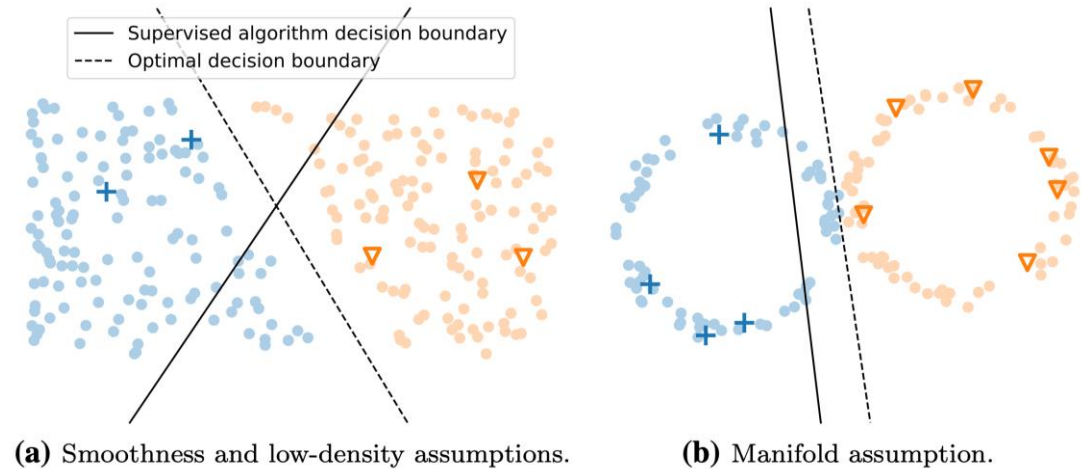 Supervised algorithm decision boundary
Optimal decision boundary
(a) Smoothness and low-density assumptions.
(b) Manifold assumption.